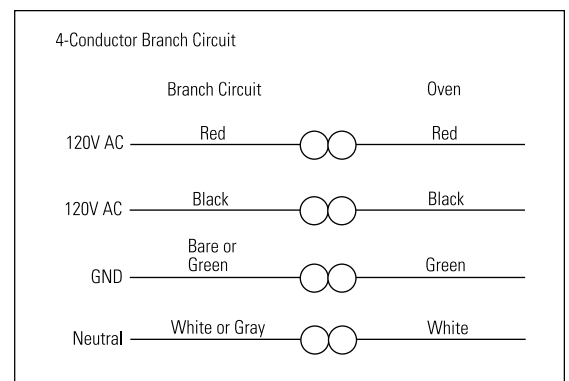 4-Conductor Branch Circuit
Branch Circuit Oven
120V AC Red Red
120V AC Black Black
Bare or
GND Green Green
Neutral White or Gray White